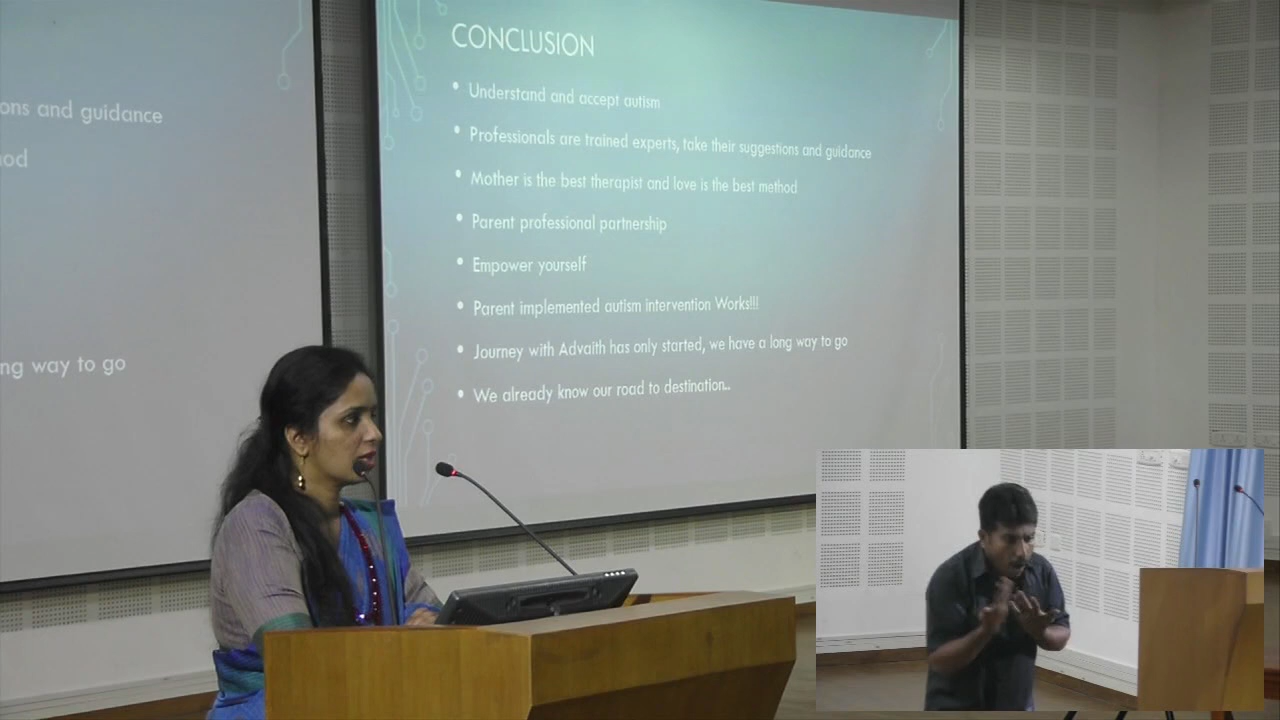 ons and guidance
od
ng way to go
CONCLUSION
• Understand and accept autism
• Professionals are trained experts, take their suggestions and guidance
• Mother is the best therapist and love is the best method
• Parent professional partnership
• Empower yourself
• Parent implemented autism intervention Works!!!
• Journey with Advaith has only started, we have a long way to go
• We already know our road to destination..